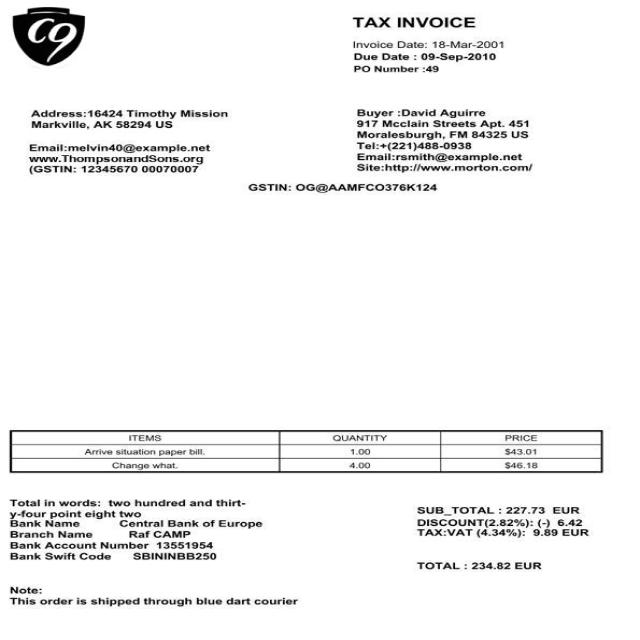 C9
TAX INVOICE
Invoice Date: 18-Mar-2001
Due Date : 09-Sep-2010
PO Number :49
Address:16424 Timothy Mission
Markville, AK 58294 US
Email:melvin40@example.net
www.ThompsonandSons.org
(GSTIN: 12345670 00070007
Buyer :David Aguirre
917 Mcclain Streets Apt. 451
Moralesburgh, FM 84325 US
Tel:+(221)488-0938
Email:rsmith@example.net
Site:http://www.morton.com/
GSTIN: OG@AAMFCO376K124
ITEMS QUANTITY PRICE
Arrive situation paper bill. 1.00 $43.01
Change what. 4.00 $46.18
Total in words: two hundred and thirt-
y-four point eight two
Bank Name Central Bank of Europe
Branch Name Raf CAMP
Bank Account Number 13551954
Bank Swift Code SBININBB250
SUB_TOTAL : 227.73 EUR
DISCOUNT(2.82%): (-) 6.42
TAX:VAT (4.34%): 9.89 EUR
TOTAL : 234.82 EUR
Note:
This order is shipped through blue dart courier